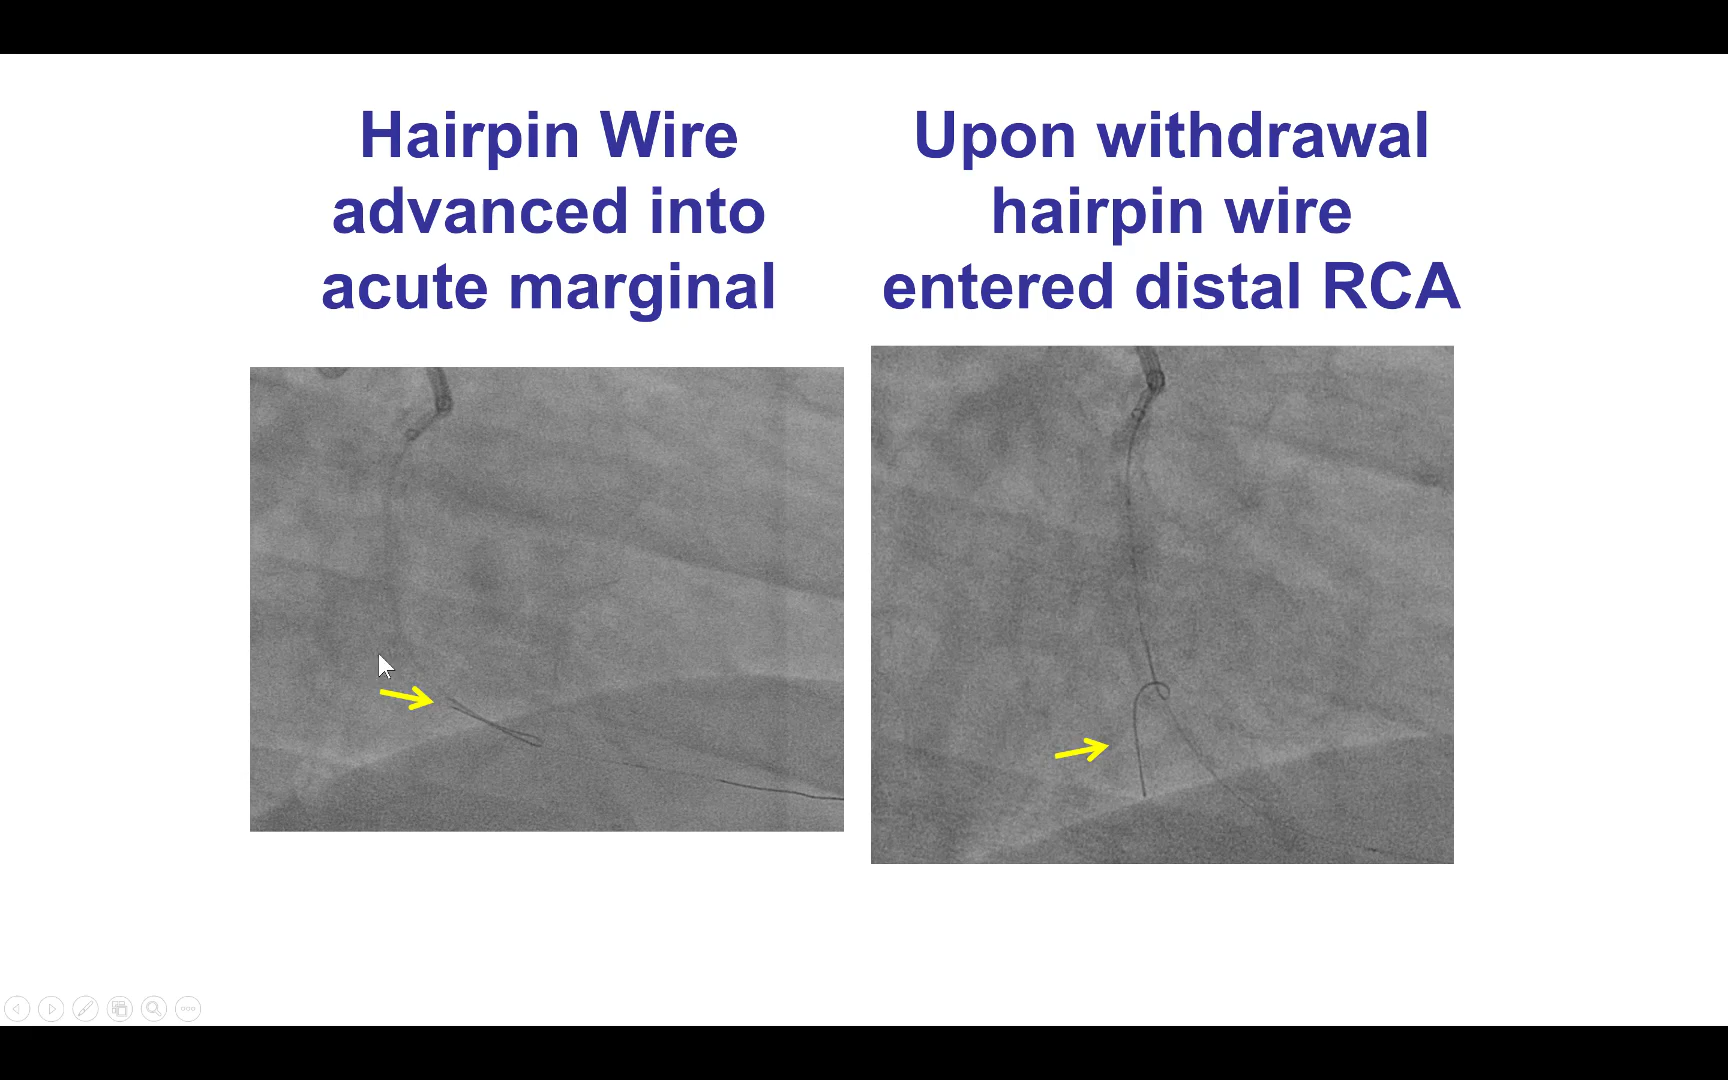 Hairpin Wire
advanced into
acute marginal
Upon withdrawal
hairpin wire
entered distal RCA